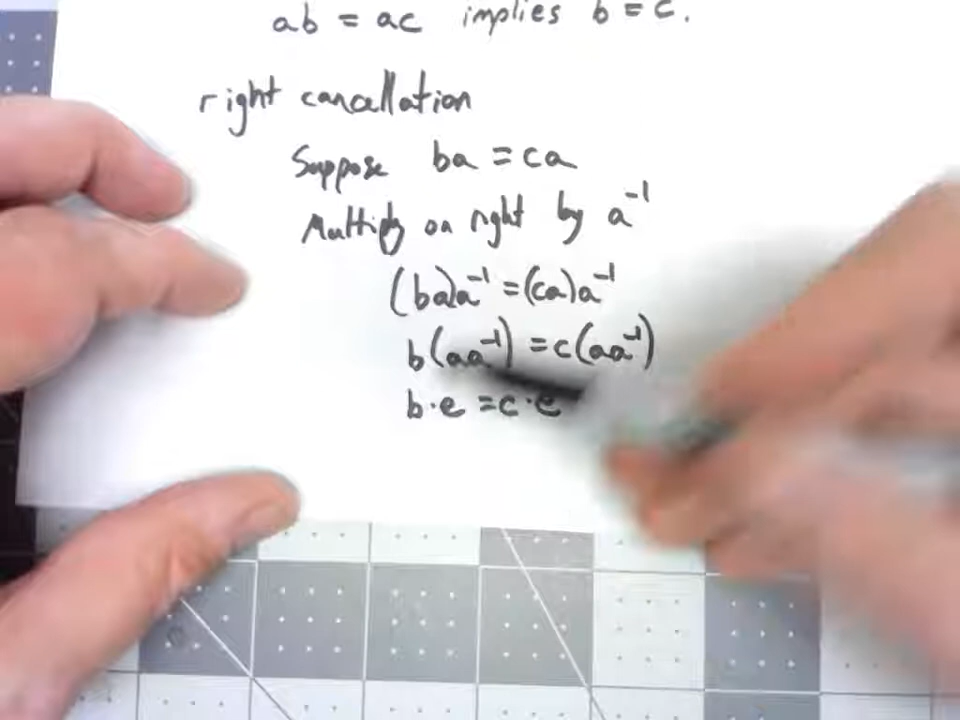 ab = ac implies b = c.
right cancellation
Suppose ba = ca
Multiply on right by a⁻¹
(ba)a⁻¹ = (ca)a⁻¹
b(aa⁻¹) = c(aa⁻¹)
b·e = c·e